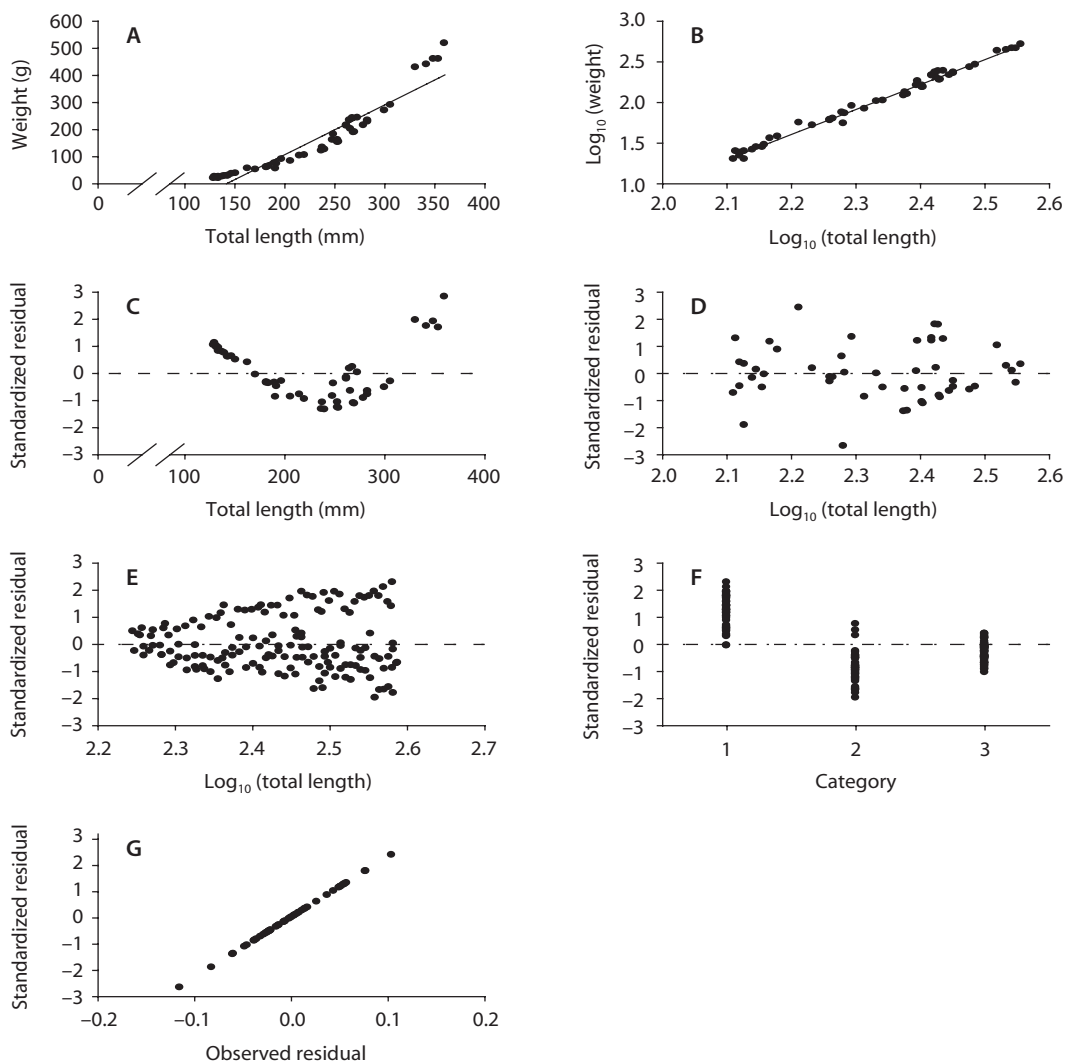 A
Weight (g)
600
500
400
300
200
100
0
0 100 150 200 250 300 350 400
Total length (mm)
B
Log10 (weight)
3.0
2.5
2.0
1.5
1.0
2.0 2.1 2.2 2.3 2.4 2.5 2.6
Log10 (total length)
C
Standardized residual
3
2
1
0
−1
−2
−3
0 100 200 300 400
Total length (mm)
D
Standardized residual
3
2
1
0
−1
−2
−3
2.0 2.1 2.2 2.3 2.4 2.5 2.6
Log10 (total length)
E
Standardized residual
3
2
1
0
−1
−2
−3
2.2 2.3 2.4 2.5 2.6 2.7
Log10 (total length)
F
Standardized residual
3
2
1
0
−1
−2
−3
1 2 3
Category
G
Standardized residual
3
2
1
0
−1
−2
−3
−0.2 −0.1 0.0 0.1 0.2
Observed residual